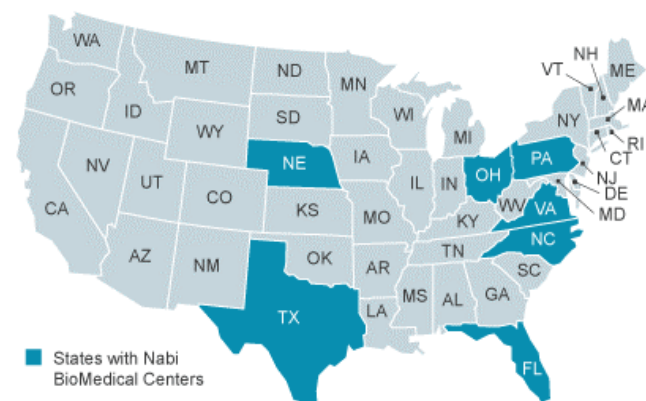 WA
MT
ND
MN
VT
NH
ME
OR
ID
WY
SD
WI
MI
NY
MA
RI
CT
NV
UT
CO
NE
IA
IL
IN
OH
PA
NJ
DE
MD
CA
KS
MO
KY
WV
VA
AZ
NM
OK
AR
TN
NC
SC
TX
LA
MS
AL
GA
FL
States with Nabi
BioMedical Centers